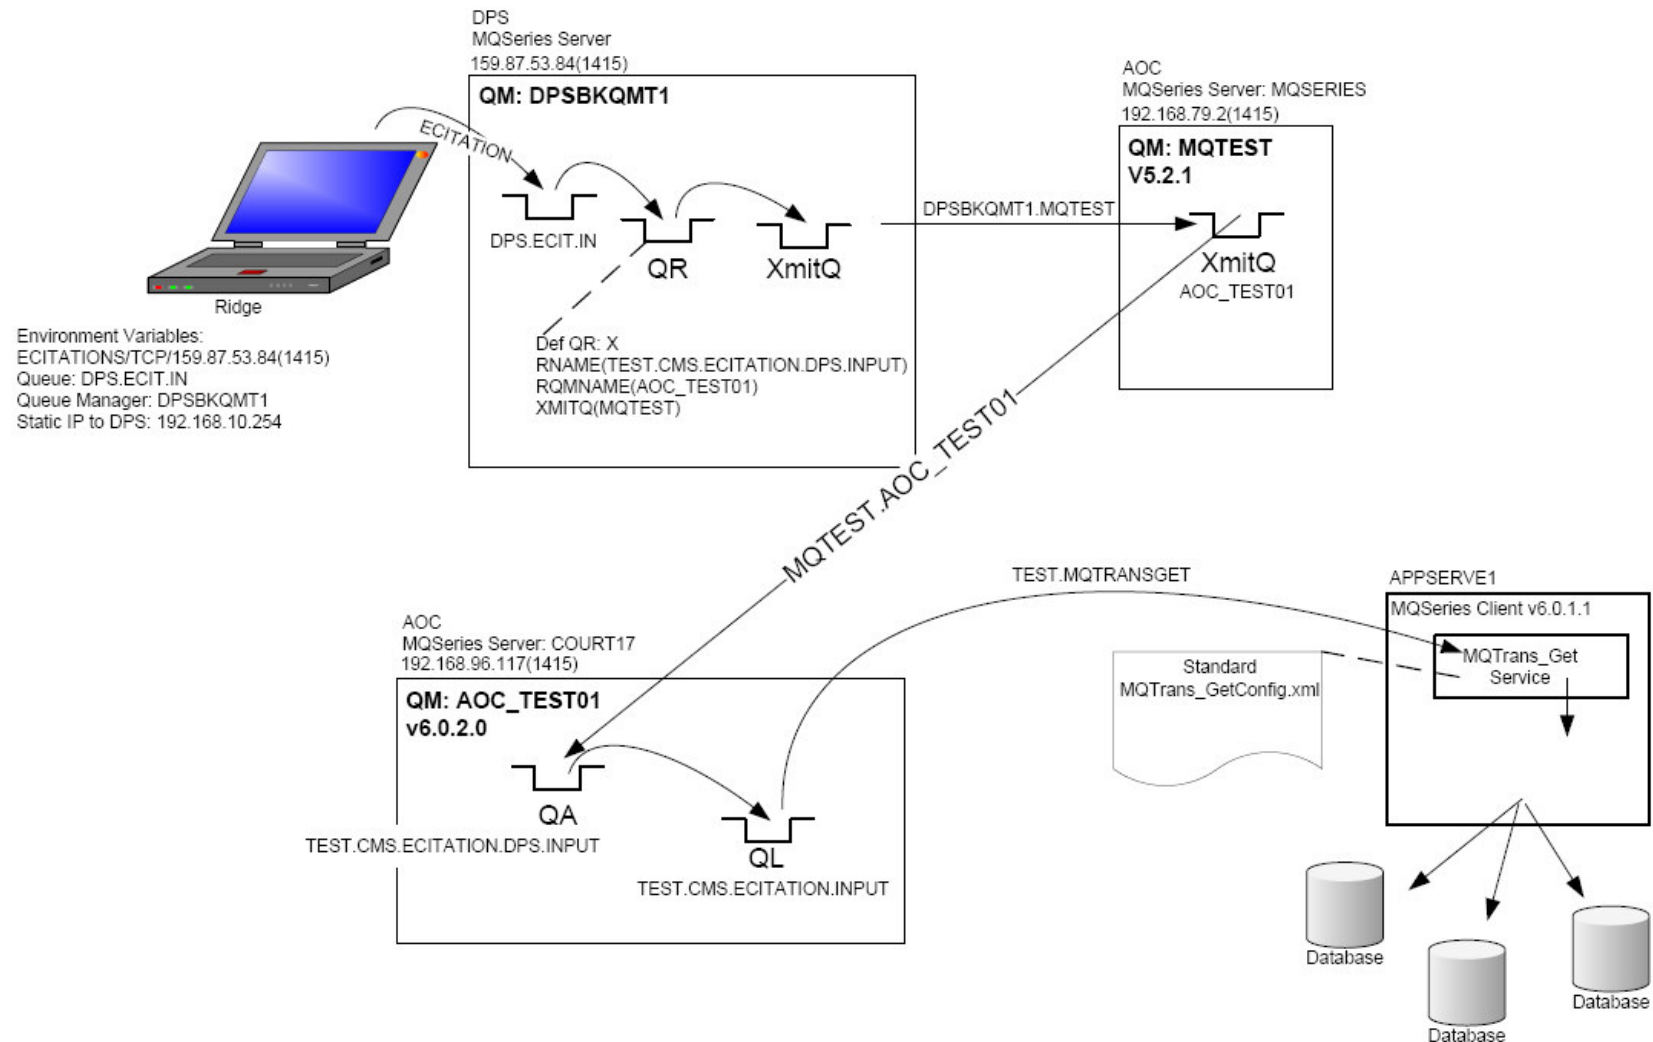 DPS
MQSeries Server
159.87.53.84(1415)
QM: DPSBKQMT1
ECITATION
DPS.ECIT.IN
QR
XmitQ
Def QR: X
RNAME(TEST.CMS.ECITATION.DPS.INPUT)
RQMNAME(AOC_TEST01)
XMITQ(MQTEST)
Ridge
Environment Variables:
ECITATIONS/TCP/159.87.53.84(1415)
Queue: DPS.ECIT.IN
Queue Manager: DPSBKQMT1
Static IP to DPS: 192.168.10.254
DPSBKQMT1.MQTEST
AOC
MQSeries Server: MQSERIES
192.168.79.2(1415)
QM: MQTEST
V5.2.1
XmitQ
AOC_TEST01
MQTEST.AOC_TEST01
AOC
MQSeries Server: COURT17
192.168.96.117(1415)
QM: AOC_TEST01
v6.0.2.0
QA
TEST.CMS.ECITATION.DPS.INPUT
QL
TEST.CMS.ECITATION.INPUT
TEST.MQTRANSGET
Standard
MQTrans_GetConfig.xml
APPSERVE1
MQSeries Client v6.0.1.1
MQTrans_Get
Service
Database
Database
Database